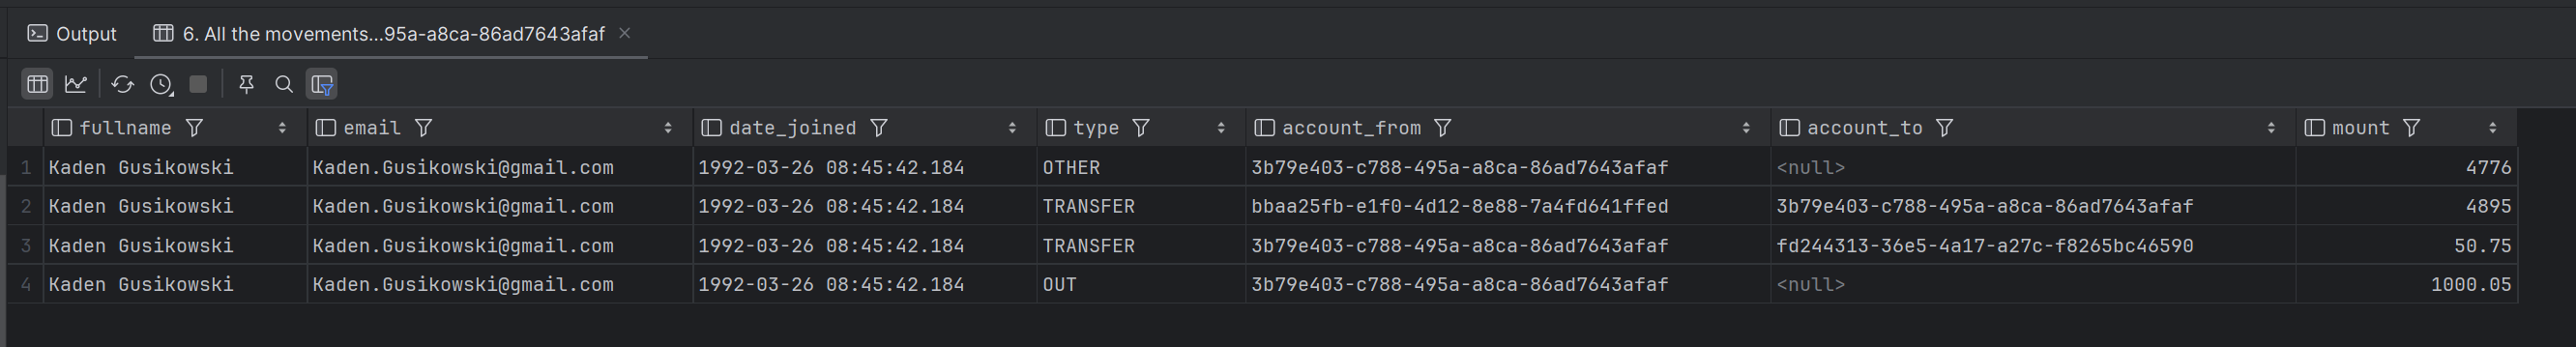 Output 6. All the movements...95a-a8ca-86ad7643afaf
fullname email date_joined type account_from account_to mount
1 Kaden Gusikowski Kaden.Gusikowski@gmail.com 1992-03-26 08:45:42.184 OTHER 3b79e403-c788-495a-a8ca-86ad7643afaf <null> 4776
2 Kaden Gusikowski Kaden.Gusikowski@gmail.com 1992-03-26 08:45:42.184 TRANSFER bbaa25fb-e1f0-4d12-8e88-7a4fd641ffed 3b79e403-c788-495a-a8ca-86ad7643afaf 4895
3 Kaden Gusikowski Kaden.Gusikowski@gmail.com 1992-03-26 08:45:42.184 TRANSFER 3b79e403-c788-495a-a8ca-86ad7643afaf fd244313-36e5-4a17-a27c-f8265bc46590 50.75
4 Kaden Gusikowski Kaden.Gusikowski@gmail.com 1992-03-26 08:45:42.184 OUT 3b79e403-c788-495a-a8ca-86ad7643afaf <null> 1000.05